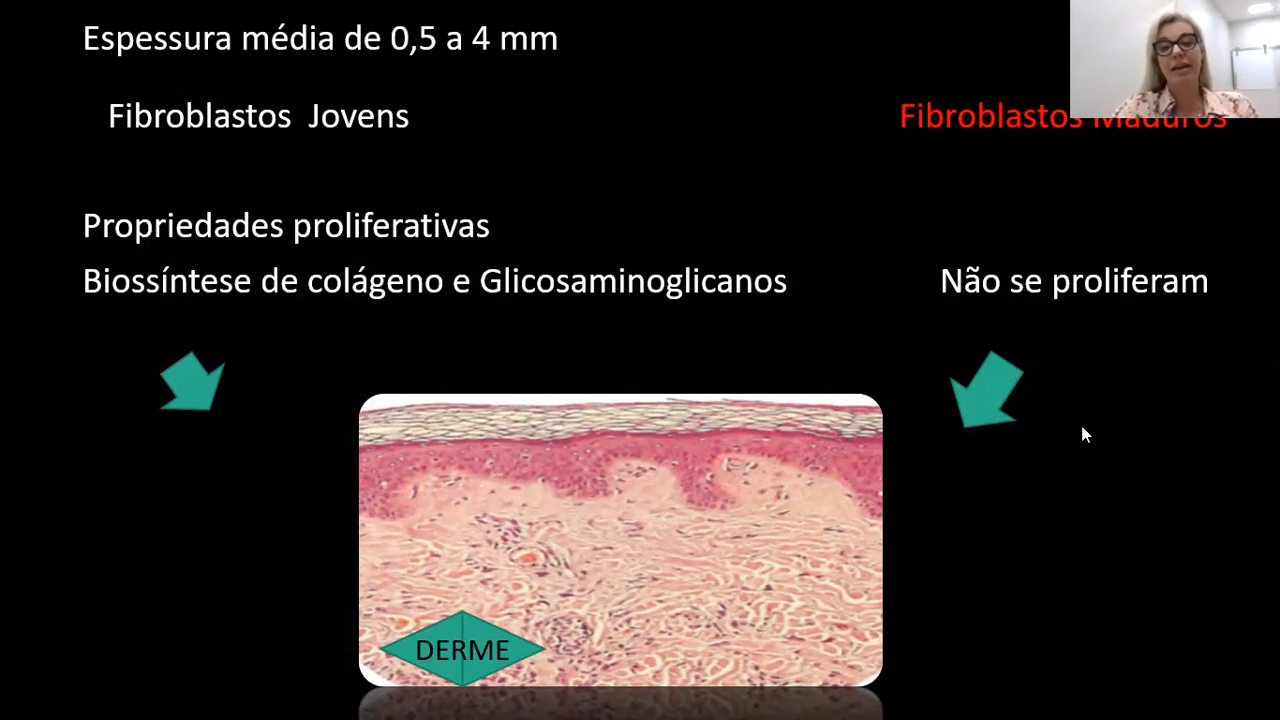 Espessura média de 0,5 a 4 mm
Fibroblastos Jovens
Fibroblastos Maduros
Propriedades proliferativas
Biossíntese de colágeno e Glicosaminoglicanos
Não se proliferam
DERME